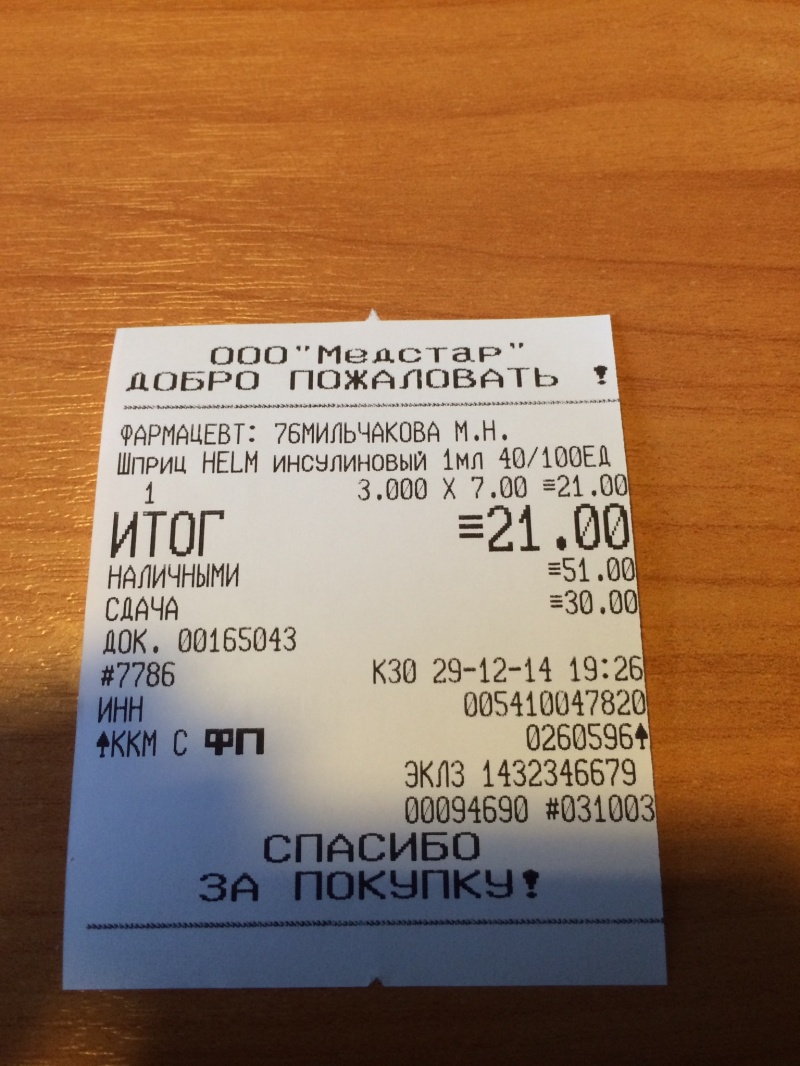 ООО"Медстар"
ДОБРО ПОЖАЛОВАТЬ !
ФАРМАЦЕВТ: 76МИЛЬЧАКОВА М.Н.
Шприц HELM инсулиновый 1мл 40/100ЕД
1 3.000 X 7.00 ≡21.00
ИТОГ ≡21.00
НАЛИЧНЫМИ ≡51.00
СДАЧА ≡30.00
ДОК. 00165043
#7786 К30 29-12-14 19:26
ИНН 005410047820
ККМ С ФП 0260596
ЭКЛЗ 1432346679
00094690 #031003
СПАСИБО
ЗА ПОКУПКУ!